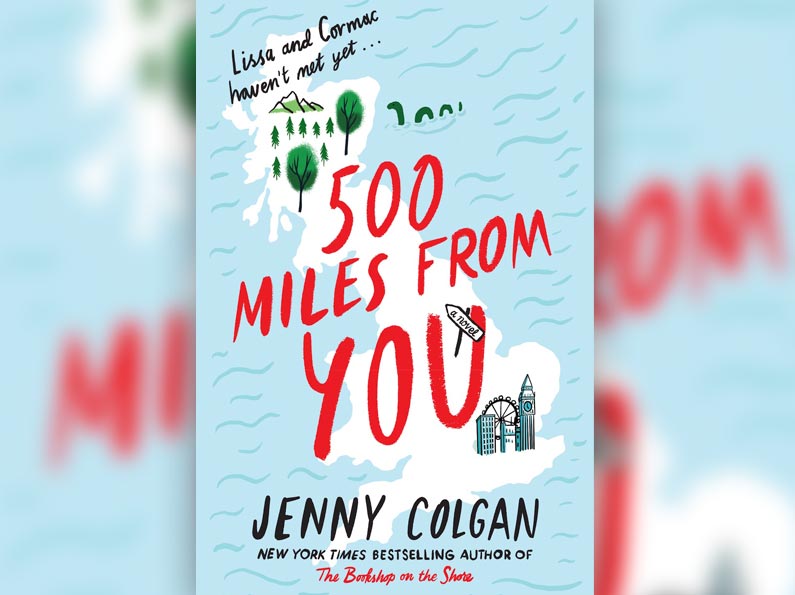 Lissa and Cormac
haven't met yet...
500
MILES FROM
YOU
a novel
JENNY COLGAN
NEW YORK TIMES BESTSELLING AUTHOR OF
The Bookshop on the Shore